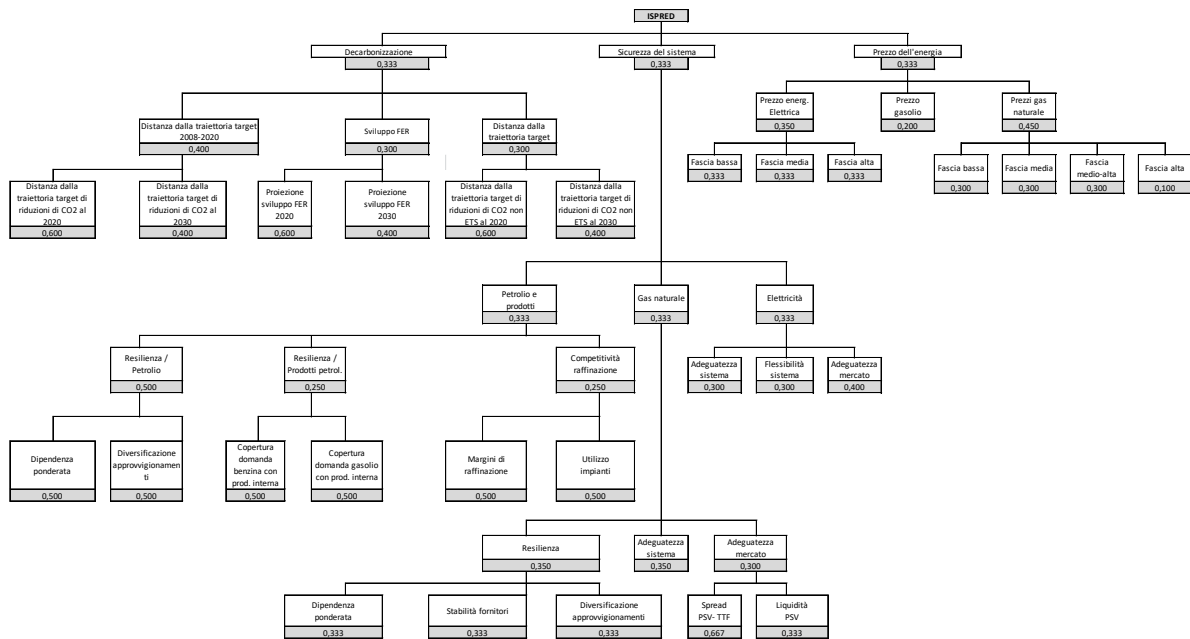 ISPRED
Decarbonizzazione
0,333
Sicurezza del sistema
0,333
Prezzo dell'energia
0,333
Distanza dalla traiettoria target
2008-2020
0,400
Sviluppo FER
0,300
Distanza dalla
traiettoria target
0,300
Prezzo energ.
Elettrica
0,350
Prezzo
gasolio
0,200
Prezzi gas
naturale
0,450
Distanza dalla
traiettoria target di
riduzioni di CO2 al
2020
0,600
Distanza dalla
traiettoria target di
riduzioni di CO2 al
2030
0,400
Proiezione
sviluppo FER
2020
0,600
Proiezione
sviluppo FER
2030
0,400
Distanza dalla
traiettoria target di
riduzioni di CO2 non
ETS al 2020
0,600
Distanza dalla
traiettoria target di
riduzioni di CO2 non
ETS al 2030
0,400
Fascia bassa
0,333
Fascia media
0,333
Fascia alta
0,333
Fascia bassa
0,300
Fascia media
0,300
Fascia
medio-alta
0,300
Fascia alta
0,100
Petrolio e
prodotti
0,333
Gas naturale
0,333
Elettricità
0,333
Resilienza /
Petrolio
0,500
Resilienza /
Prodotti petrol.
0,250
Competitività
raffinazione
0,250
Adeguatezza
sistema
0,300
Flessibilità
sistema
0,300
Adeguatezza
mercato
0,400
Dipendenza
ponderata
0,500
Diversificazione
approvvigionamen
ti
0,500
Copertura
domanda
benzina con
prod. interna
0,500
Copertura
domanda gasolio
con prod. interna
0,500
Margini di
raffinazione
0,500
Utilizzo
impianti
0,500
Resilienza
0,350
Adeguatezza
sistema
0,350
Adeguatezza
mercato
0,300
Dipendenza
ponderata
0,333
Stabilità fornitori
0,333
Diversificazione
approvvigionamenti
0,333
Spread
PSV- TTF
0,667
Liquidità
PSV
0,333